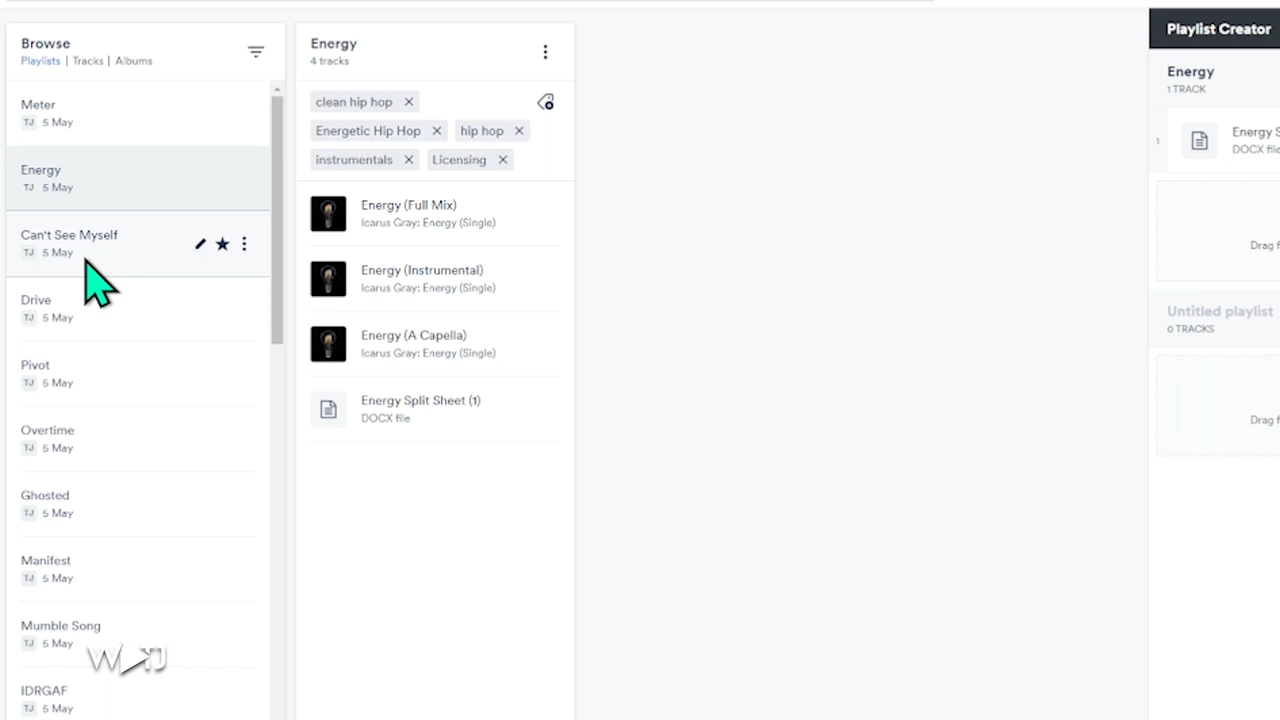 Browse
Playlists | Tracks | Albums
Meter
TJ 5 May
Energy
TJ 5 May
Can't See Myself
TJ 5 May
Drive
TJ 5 May
Pivot
TJ 5 May
Overtime
TJ 5 May
Ghosted
TJ 5 May
Manifest
TJ 5 May
Mumble Song
TJ 5 May
IDRGAF
TJ 5 May
Energy
4 tracks
clean hip hop
Energetic Hip Hop hip hop
instrumentals Licensing
Energy (Full Mix)
Icarus Gray: Energy (Single)
Energy (Instrumental)
Icarus Gray: Energy (Single)
Energy (A Capella)
Icarus Gray: Energy (Single)
Energy Split Sheet (1)
DOCX file
Playlist Creator
Energy
1 TRACK
1
Energy S
DOCX file
Drag f
Untitled playlist
0 TRACKS
Drag f